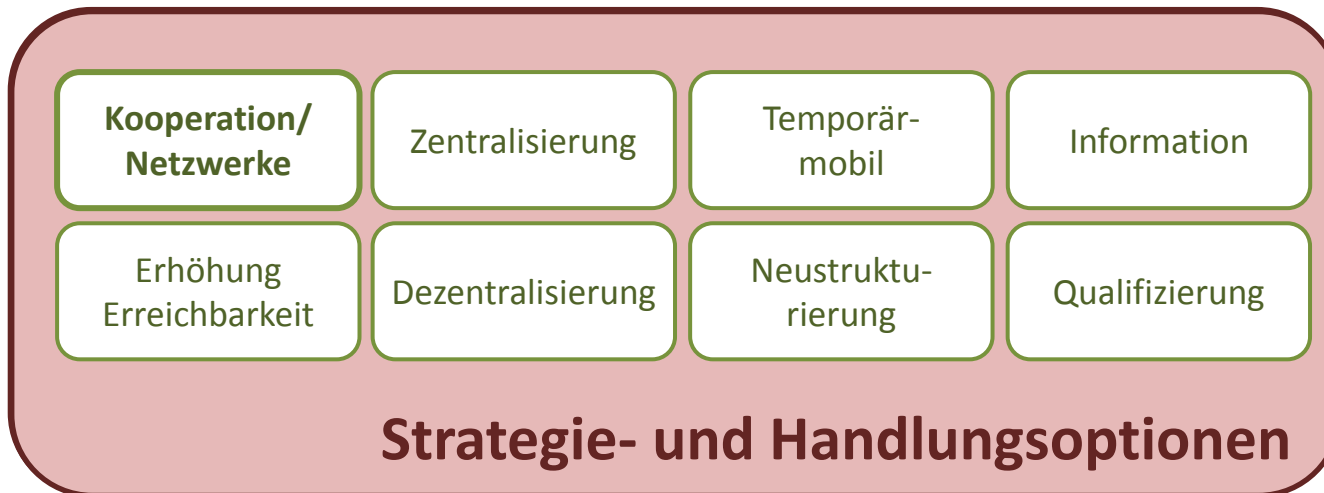 Kooperation/
Netzwerke
Zentralisierung
Temporär-
mobil
Information
Erhöhung
Erreichbarkeit
Dezentralisierung
Neustruktu-
rierung
Qualifizierung
Strategie- und Handlungsoptionen